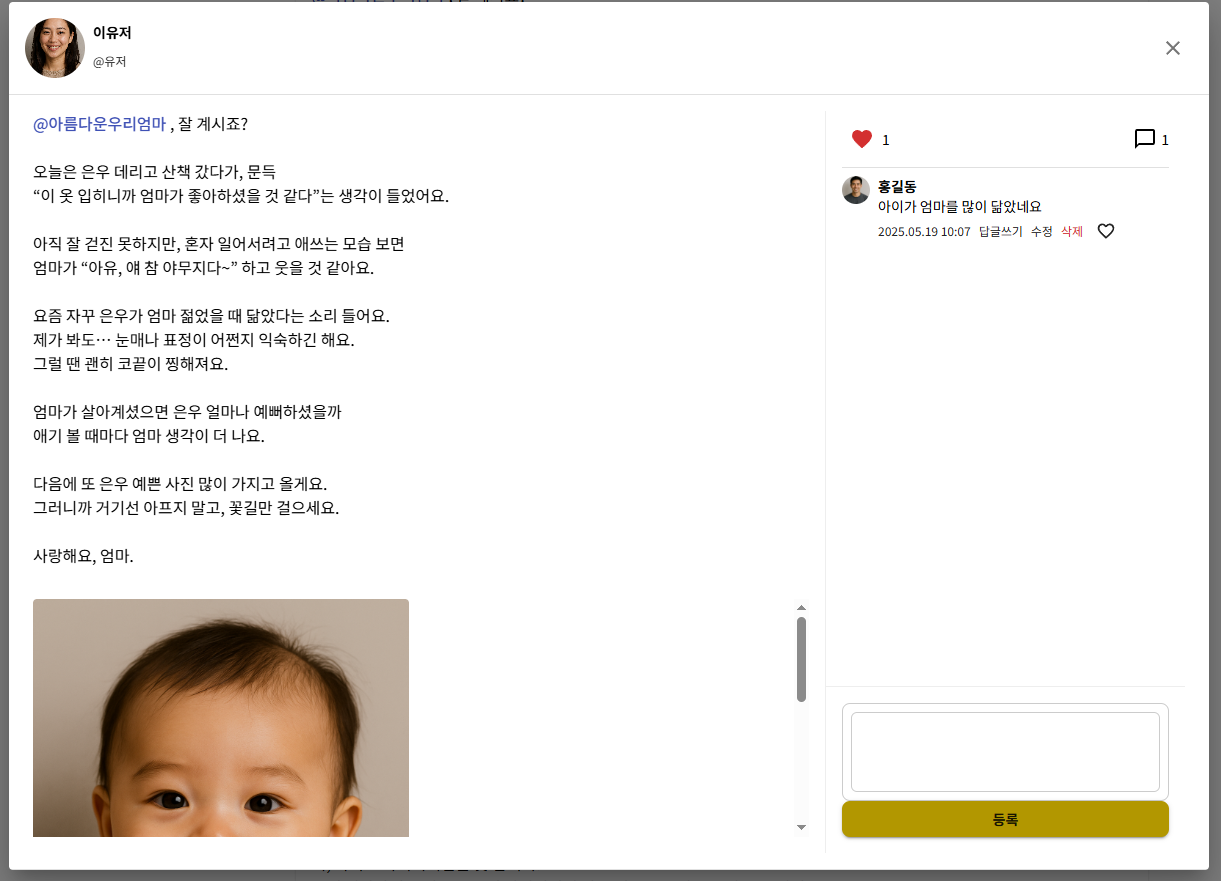 이유저
@유저
@아름다운우리엄마 , 잘 계시죠?
오늘은 은우 데리고 산책 갔다가, 문득
“이 옷 입히니까 엄마가 좋아하셨을 것 같다”는 생각이 들었어요.
아직 잘 걷진 못하지만, 혼자 일어서려고 애쓰는 모습 보면
엄마가 “아유, 얘 참 야무지다~” 하고 웃을 것 같아요.
요즘 자꾸 은우가 엄마 젊었을 때 닮았다는 소리 들어요.
제가 봐도… 눈매나 표정이 어쩐지 익숙하긴 해요.
그럴 땐 괜히 코끝이 찡해져요.
엄마가 살아계셨으면 은우 얼마나 예뻐하셨을까
애기 볼 때마다 엄마 생각이 더 나요.
다음에 또 은우 예쁜 사진 많이 가지고 올게요.
그러니까 거기선 아프지 말고, 꽃길만 걸으세요.
사랑해요, 엄마.
1
1
홍길동
아이가 엄마를 많이 닮았네요
2025.05.19 10:07 답글쓰기 수정 삭제
등록